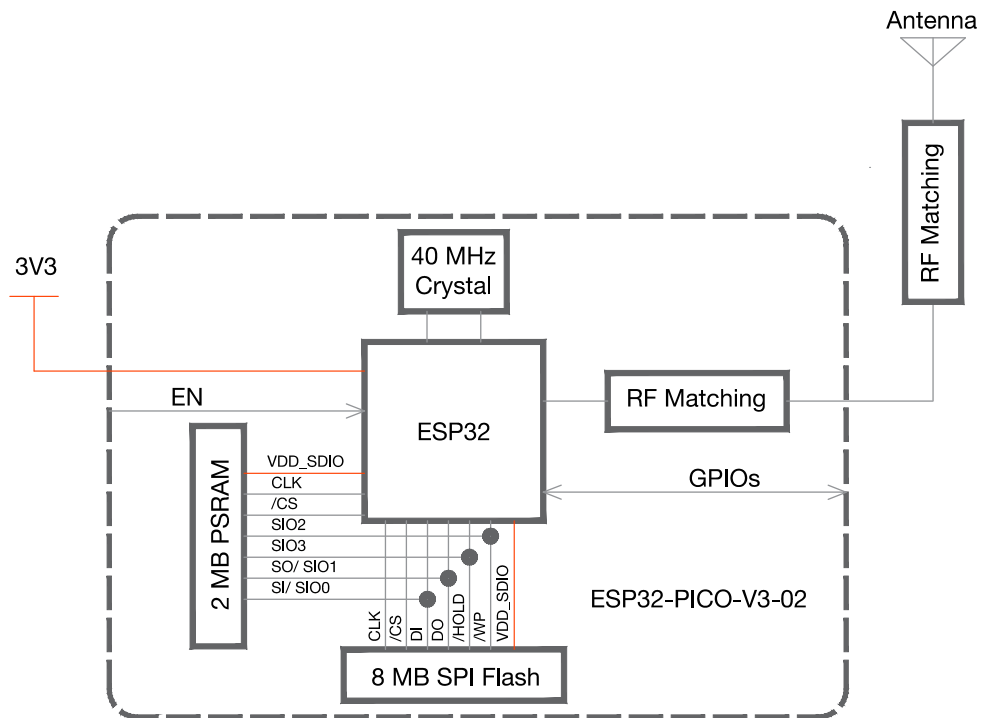 Antenna
RF Matching
3V3
40 MHz
Crystal
EN
ESP32
RF Matching
GPIOs
2 MB PSRAM
VDD_SDIO
CLK
/CS
SIO2
SIO3
SO/ SIO1
SI/ SIO0
CLK
/CS
DI
DO
/HOLD
/WP
VDD_SDIO
ESP32-PICO-V3-02
8 MB SPI Flash